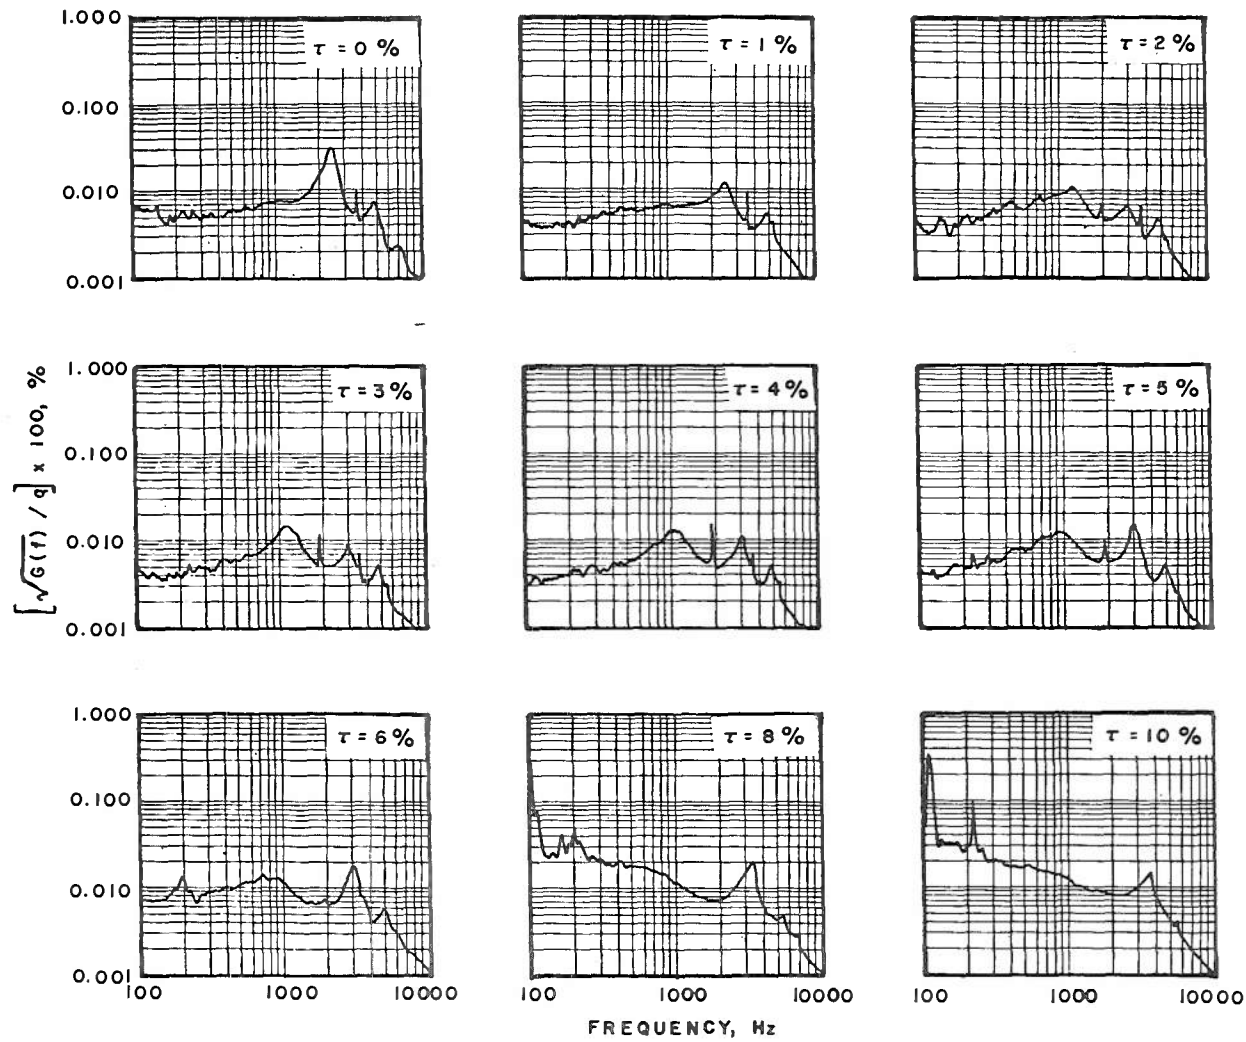 1.000
0.100
0.010
0.001
τ = 0 %
τ = 1 %
τ = 2 %
1.000
0.100
0.010
0.001
τ = 3 %
τ = 4 %
τ = 5 %
[√G(f) / q] x 100, %
1.000
0.100
0.010
0.001
τ = 6 %
τ = 8 %
τ = 10 %
100 1000 10000
100 1000 10000
100 1000 10000
FREQUENCY, Hz